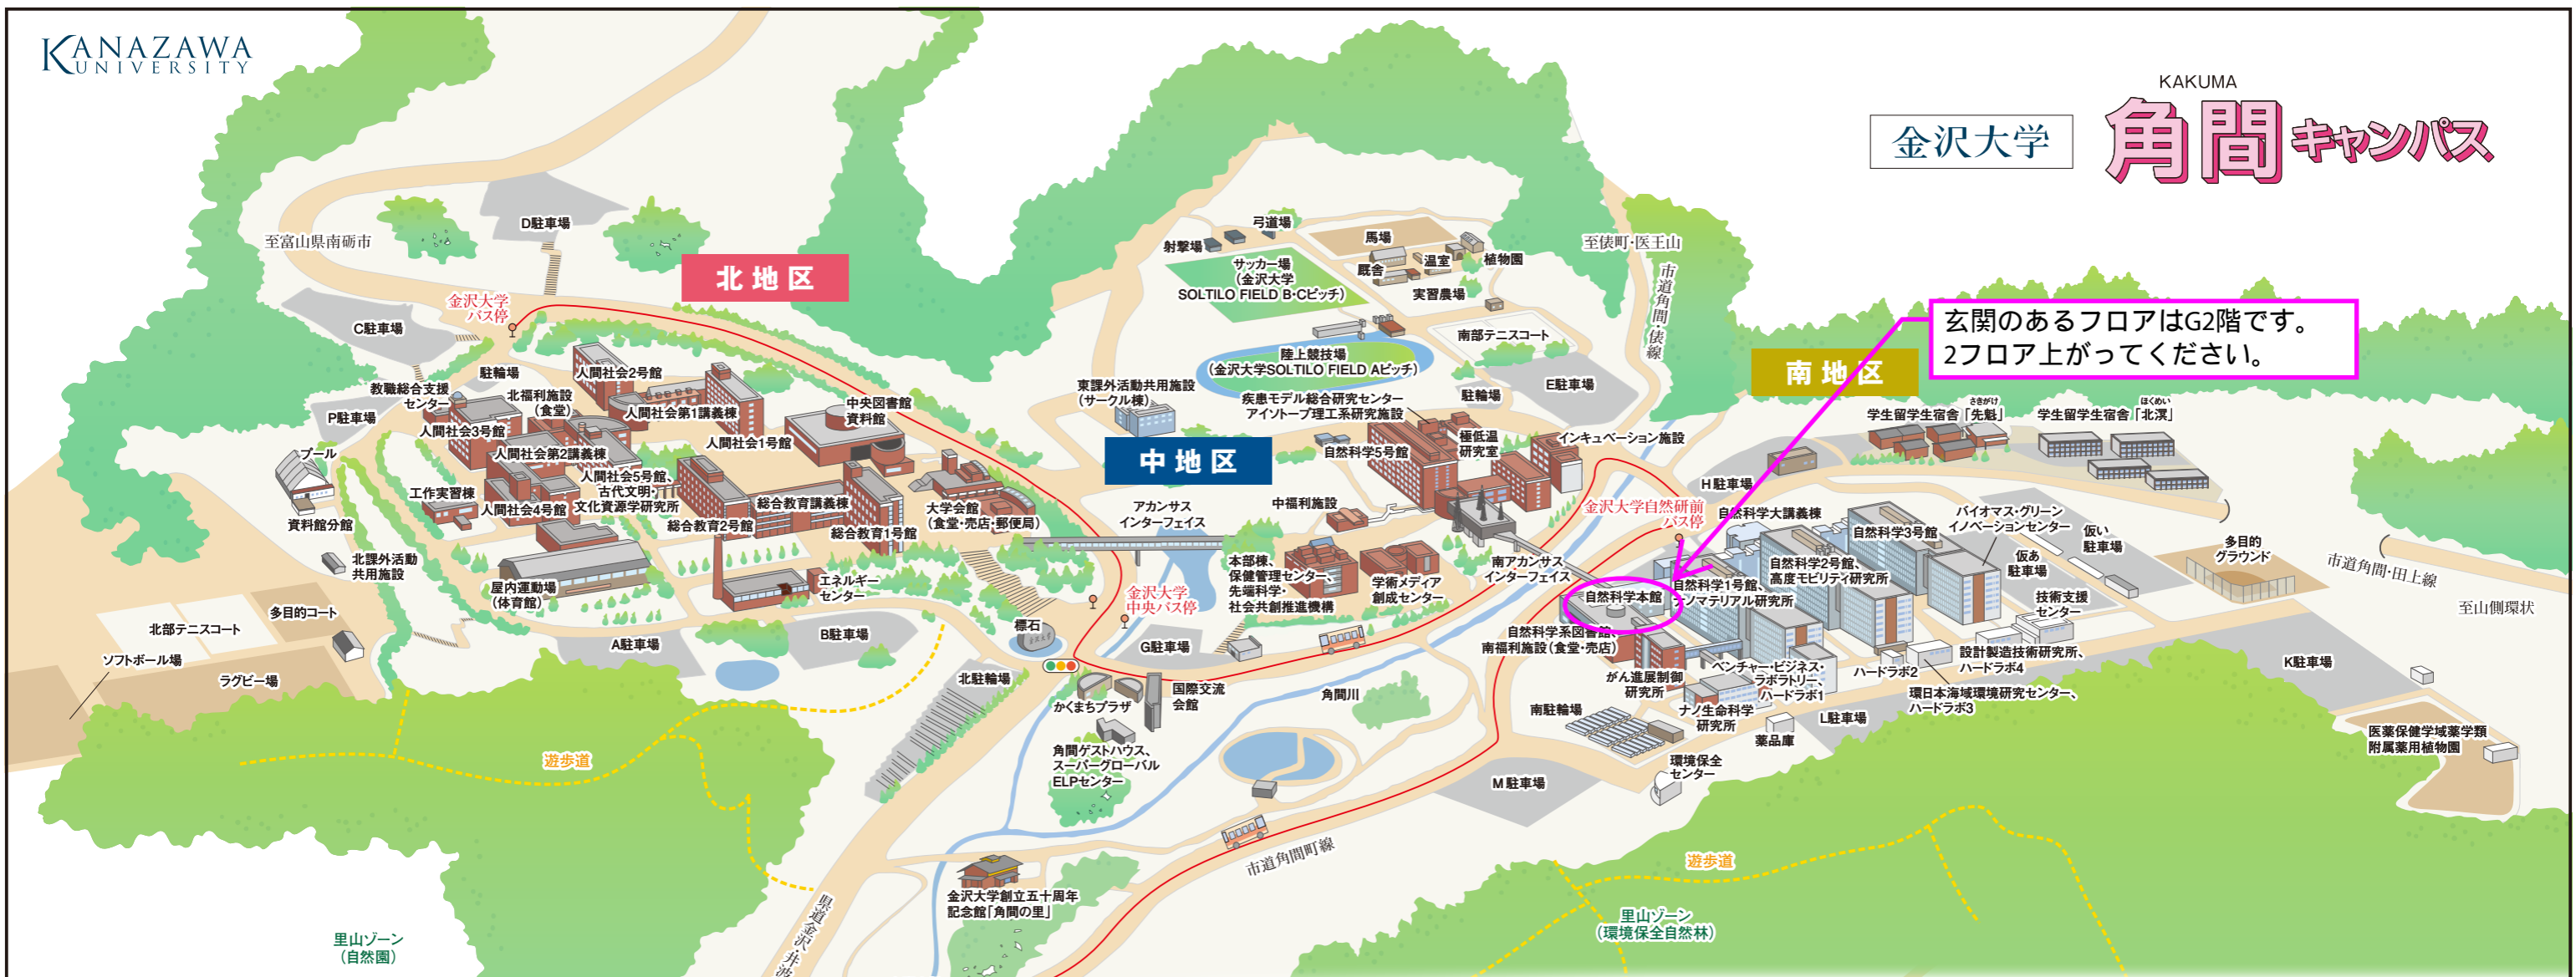 KANAZAWA
UNIVERSITY
KAKUMA
金沢大学
角間キャンパス
至富山県南砺市
D駐車場
北地区
金沢大学
バス停
C駐車場
駐輪場
教職総合支援
センター
P駐車場
プール
資料館分館
北課外活動
共用施設
多目的コート
北部テニスコート
ソフトボール場
ラグビー場
人間社会2号館
北福利施設
(食堂)
人間社会第1講義棟
人間社会3号館
人間社会1号館
中央図書館
資料館
人間社会第2講義棟
人間社会5号館、
古代文明・
文化資源学研究所
工作実習棟
人間社会4号館
総合教育2号館
総合教育講義棟
総合教育1号館
大学会館
(食堂・売店・郵便局)
屋内運動場
(体育館)
エネルギー
センター
A駐車場
B駐車場
標石
北駐輪場
遊歩道
里山ゾーン
(自然園)
県道金沢・井波
弓道場
射撃場
馬場
サッカー場
(金沢大学
SOLTILO FIELD B・Cピッチ)
厩舎
温室
植物園
実習農場
至俵町・医王山
市道角間・俵線
南部テニスコート
陸上競技場
(金沢大学SOLTILO FIELD Aピッチ)
E駐車場
駐輪場
東課外活動共用施設
(サークル棟)
疾患モデル総合研究センター
アイソトープ理工系研究施設
中地区
自然科学5号館
極低温
研究室
インキュベーション施設
アカンサス
インターフェイス
中福利施設
本部棟、
保健管理センター、
先端科学・
社会共創推進機構
学術メディア
創成センター
南アカンサス
インターフェイス
金沢大学
中央バス停
G駐車場
かくまちプラザ
国際交流
会館
角間ゲストハウス、
スーパーグローバル
ELPセンター
角間川
市道角間町線
金沢大学創立五十周年
記念館「角間の里」
玄関のあるフロアはG2階です。
2フロア上がってください。
南地区
学生留学生宿舎「先魁」
さきがけ
学生留学生宿舎「北溟」
ほくめい
H駐車場
金沢大学自然研前
バス停
自然科学大講義棟
自然科学3号館
バイオマス・グリーン
イノベーションセンター
仮い
駐車場
仮あ
駐車場
多目的
グラウンド
市道角間・田上線
至山側環状
自然科学2号館、
高度モビリティ研究所
自然科学1号館、
ナノマテリアル研究所
自然科学本館
技術支援
センター
自然科学系図書館、
南福利施設(食堂・売店)
がん進展制御
研究所
ベンチャー・ビジネス・
ラボラトリー、
ハードラボ1
ハードラボ2
設計製造技術研究所、
ハードラボ4
環日本海域環境研究センター、
ハードラボ3
K駐車場
南駐輪場
ナノ生命科学
研究所
薬品庫
L駐車場
環境保全
センター
M駐車場
医薬保健学域薬学類
附属薬用植物園
遊歩道
里山ゾーン
(環境保全自然林)